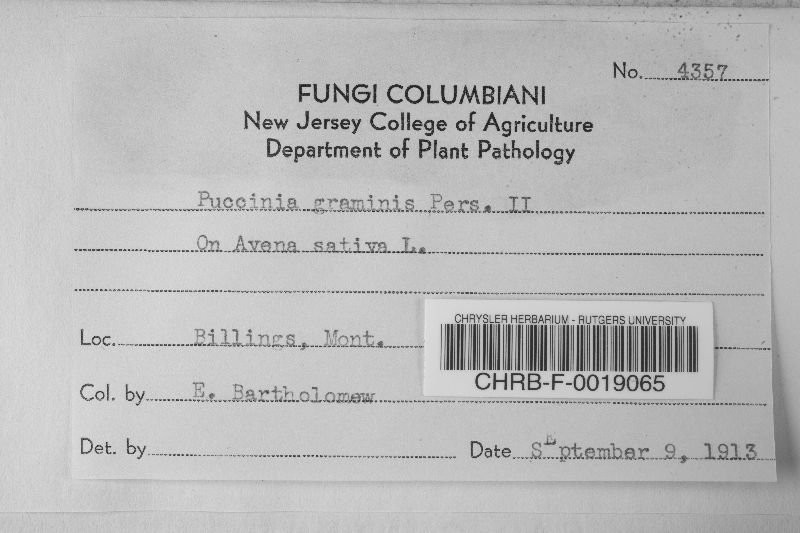 No. 4357
FUNGI COLUMBIANI
New Jersey College of Agriculture
Department of Plant Pathology
Puccinia graminis Pers. II
On Avena sativa L.
Loc. Billings, Mont.
CHRYSLER HERBARIUM - RUTGERS UNIVERSITY
CHRB-F-0019065
Col. by E. Bartholomew
Det. by
Date September 9, 1913